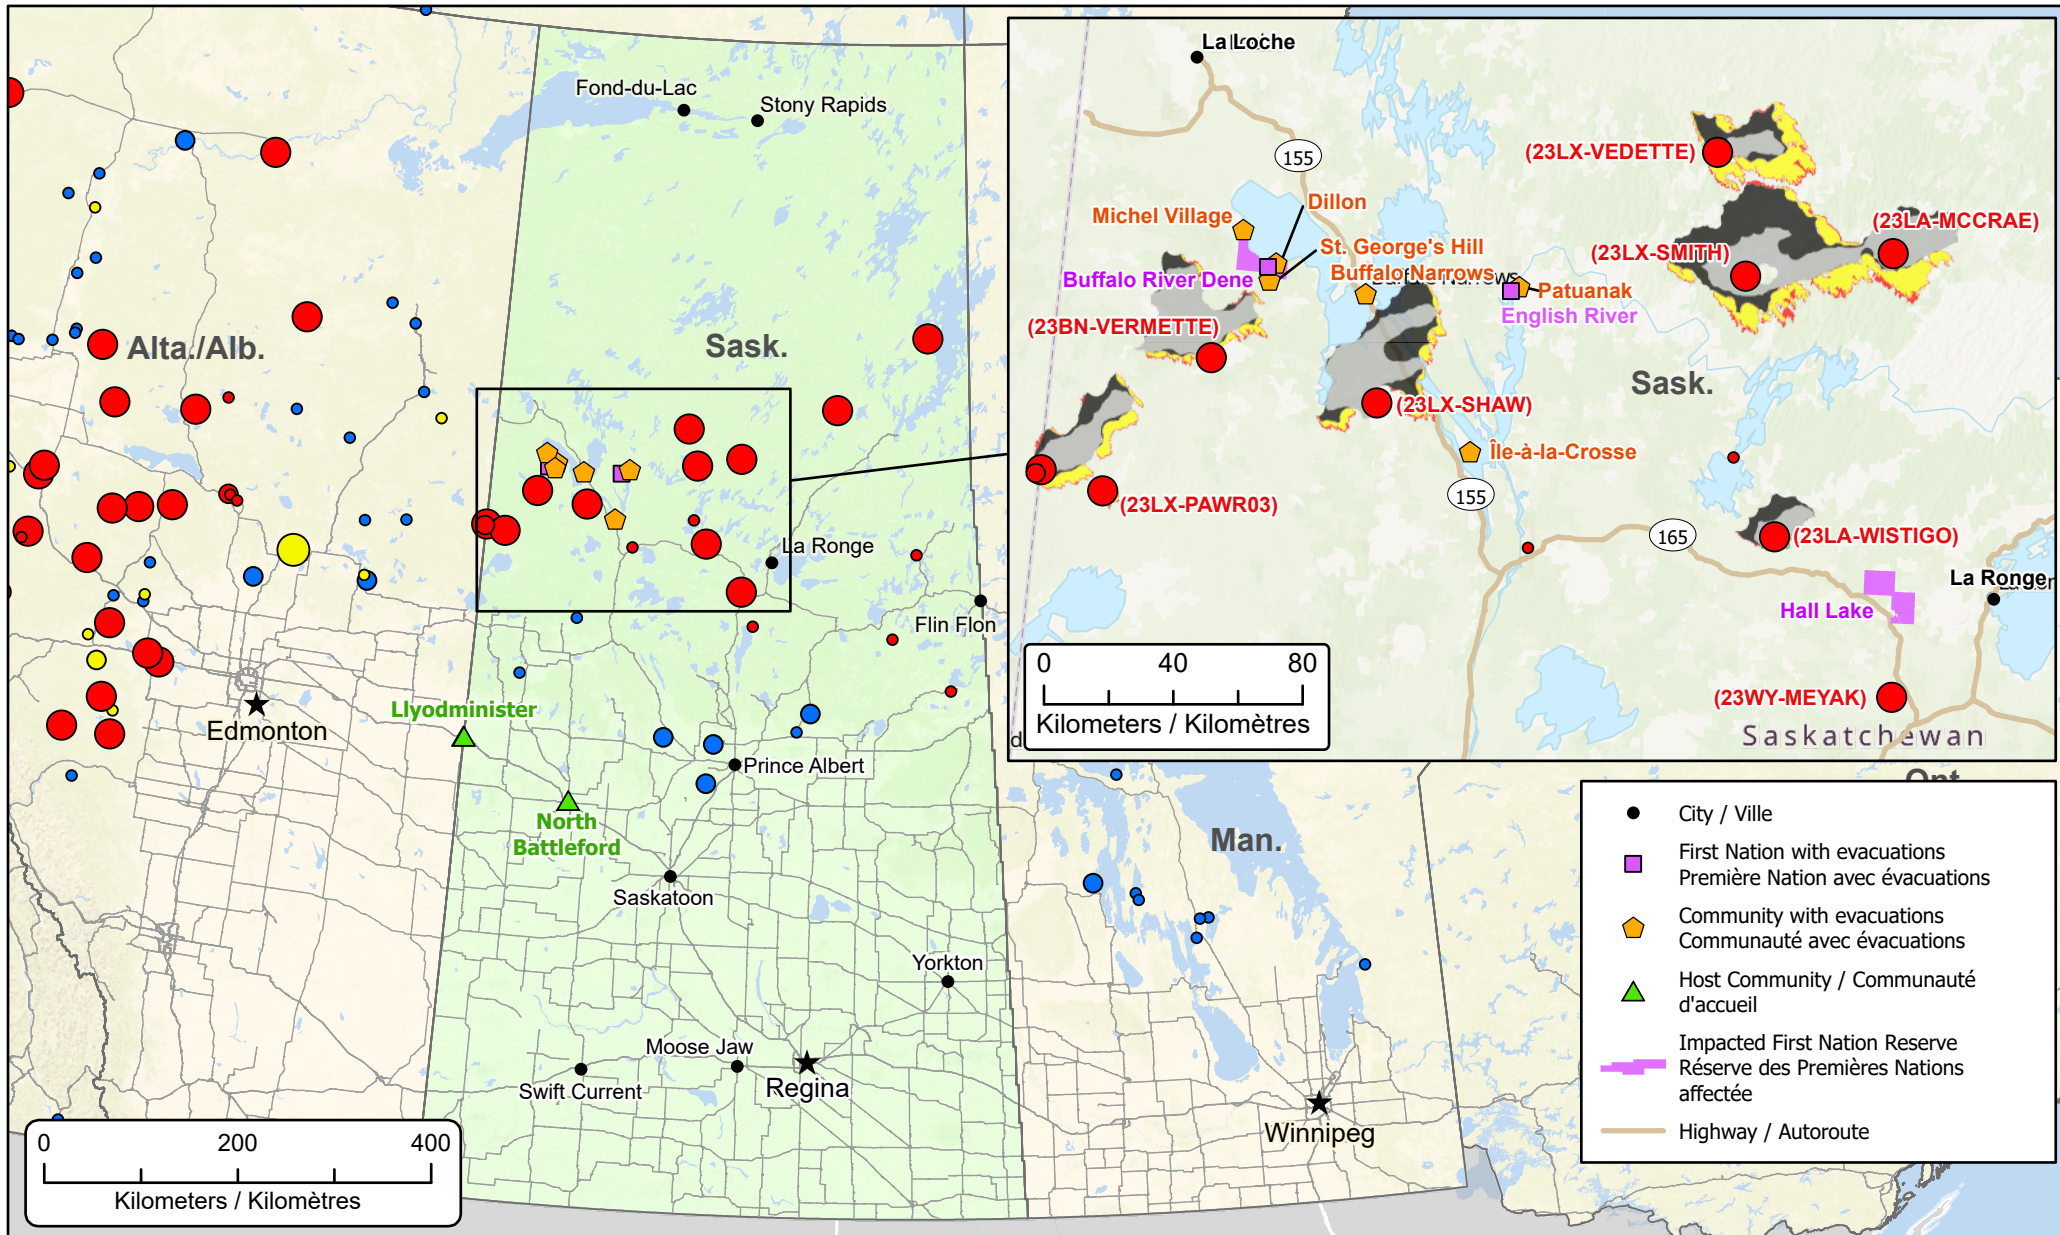 Fond-du-Lac
Stony Rapids
Alta./Alb.
Sask.
La Ronge
Flin Flon
Llyodminister
Edmonton
Prince Albert
North
Battleford
Saskatoon
Yorkton
Moose Jaw
Regina
Swift Current
Man.
Winnipeg
0 200 400
Kilometers / Kilomètres
La Loche
155
(23LX-VEDETTE)
Michel Village
Dillon
(23LA-MCCRAE)
St. George's Hill
(23LX-SMITH)
Buffalo Narrows
Buffalo Narrows
Buffalo River Dene
Patuanak
English River
(23BN-VERMETTE)
Sask.
(23LX-SHAW)
Île-à-la-Crosse
155
(23LX-PAWR03)
165
(23LA-WISTIGO)
La Ronge
Hall Lake
(23WY-MEYAK)
Saskatchewan
0 40 80
Kilometers / Kilomètres
City / Ville
First Nation with evacuations
Première Nation avec évacuations
Community with evacuations
Communauté avec évacuations
Host Community / Communauté
d'accueil
Impacted First Nation Reserve
Réserve des Premières Nations
affectée
Highway / Autoroute